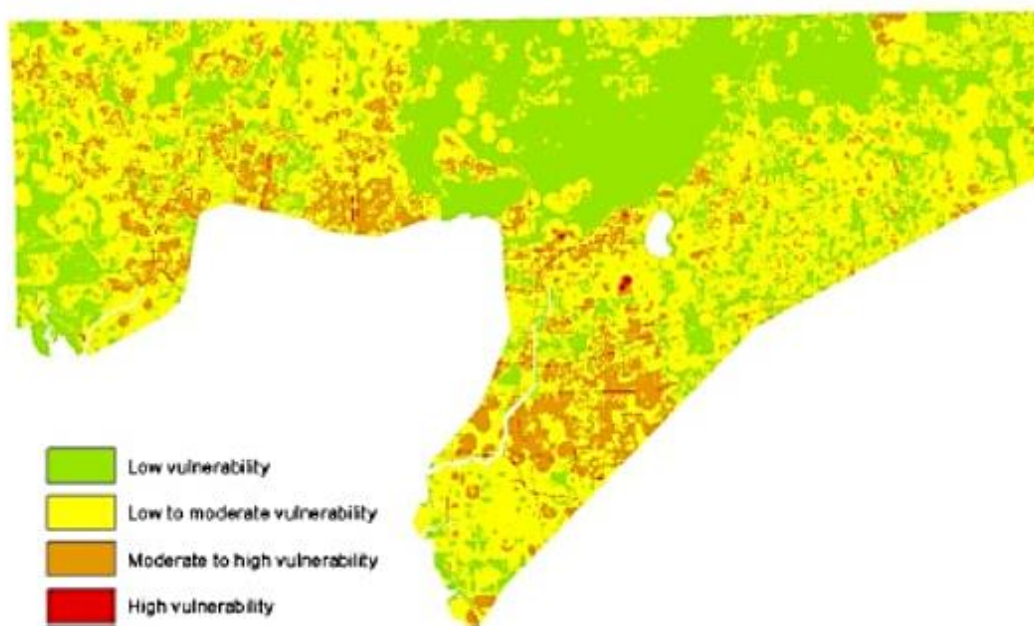 Low vulnerability
Low to moderate vulnerability
Moderate to high vulnerability
High vulnerability